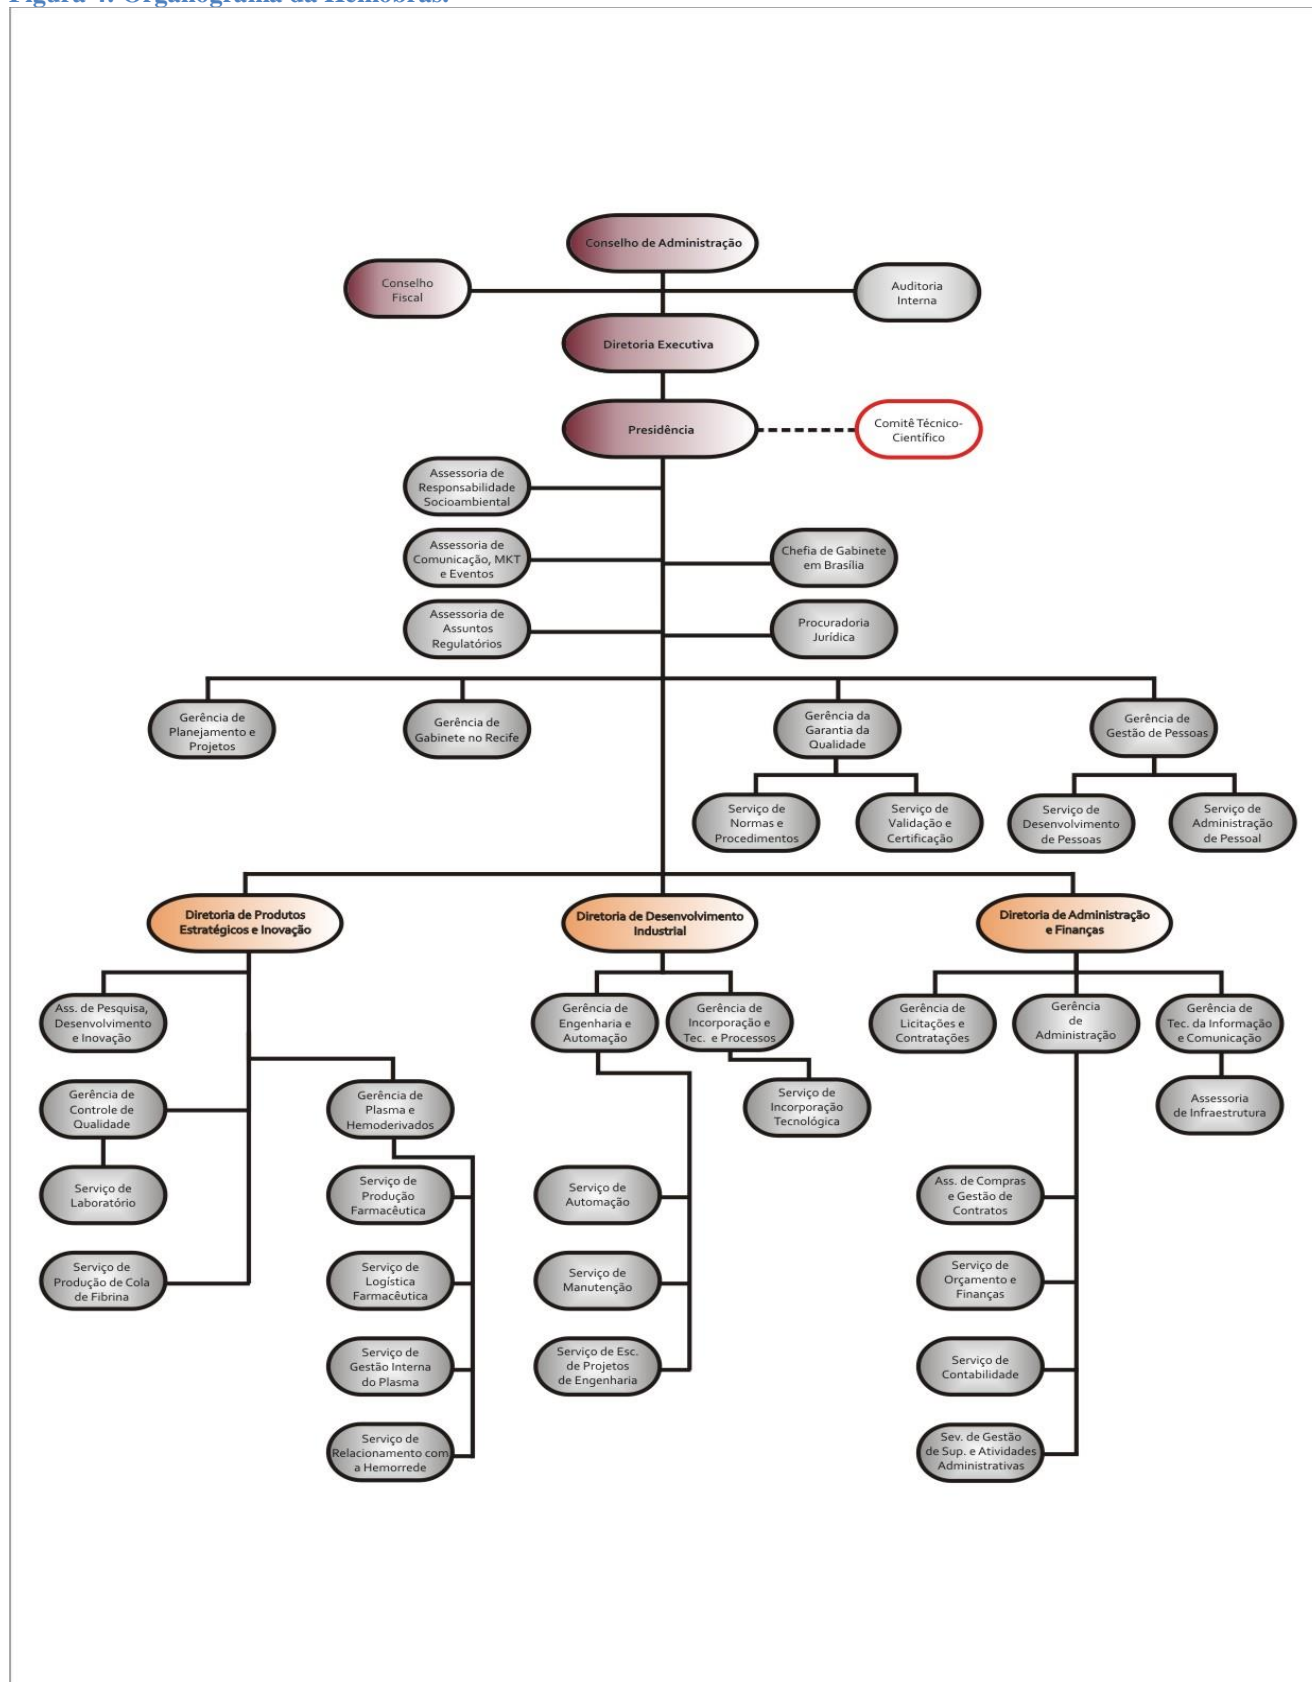 Figura 4: Organograma da Hemobrás.
Conselho de Administração
Conselho
Fiscal
Auditoria
Interna
Diretoria Executiva
Presidência
Comitê Técnico-
Científico
Assessoria de
Responsabilidade
Socioambiental
Assessoria de
Comunicação, MKT
e Eventos
Chefia de Gabinete
em Brasília
Assessoria de
Assuntos
Regulatórios
Procuradoria
Jurídica
Gerência de
Planejamento e
Projetos
Gerência de
Gabinete no Recife
Gerência da
Garantia da
Qualidade
Gerência de
Gestão de Pessoas
Serviço de
Normas e
Procedimentos
Serviço de
Validação e
Certificação
Serviço de
Desenvolvimento
de Pessoas
Serviço de
Administração
de Pessoal
Diretoria de Produtos
Estratégicos e Inovação
Diretoria de Desenvolvimento
Industrial
Diretoria de Administração
e Finanças
Ass. de Pesquisa,
Desenvolvimento
e Inovação
Gerência de
Controle de
Qualidade
Serviço de
Laboratório
Serviço de
Produção de Cola
de Fibrina
Gerência de
Plasma e
Hemoderivados
Serviço de
Produção
Farmacêutica
Serviço de
Logística
Farmacêutica
Serviço de
Gestão Interna
do Plasma
Serviço de
Relacionamento com
a Hemorrede
Gerência de
Engenharia e
Automação
Gerência de
Incorporação e
Tec. e Processos
Serviço de
Incorporação
Tecnológica
Serviço de
Automação
Serviço de
Manutenção
Serviço de Esc.
de Projetos
de Engenharia
Gerência de
Licitações e
Contratações
Gerência
de
Administração
Gerência de
Tec. da Informação
e Comunicação
Assessoria
de Infraestrutura
Ass. de Compras
e Gestão de
Contratos
Serviço de
Orçamento e
Finanças
Serviço de
Contabilidade
Sev. de Gestão
de Sup. e Atividades
Administrativas